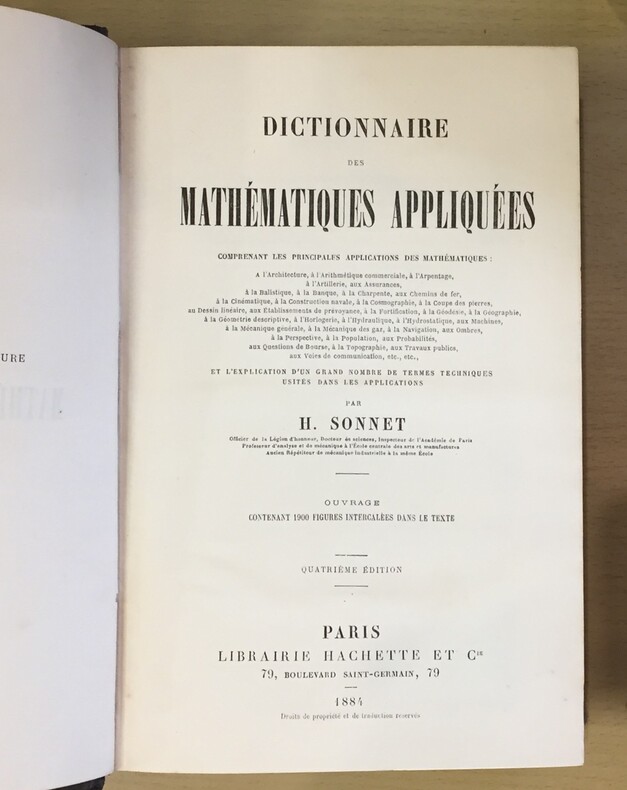 URE
DICTIONNAIRE
DES
MATHÉMATIQUES APPLIQUÉES
COMPRENANT LES PRINCIPALES APPLICATIONS DES MATHÉMATIQUES :
A l'Architecture, à l'Arithmétique commerciale, à l'Arpentage,
à l'Artillerie, aux Assurances,
à la Balistique, à la Banque, à la Charpente, aux Chemins de fer,
à la Cinématique, à la Construction navale, à la Cosmographie, à la Coupe des pierres,
au Dessin linéaire, aux Établissements de prévoyance, à la Fortification, à la Géodésie, à la Géographie,
à la Géométrie descriptive, à l'Horlogerie, à l'Hydraulique, à l'Hydrostatique, aux Machines,
à la Mécanique générale, à la Mécanique des gaz, à la Navigation, aux Ombres,
à la Perspective, à la Population, aux Probabilités,
aux Questions de Bourse, à la Topographie, aux Travaux publics,
aux Voies de communication, etc., etc.,
ET L'EXPLICATION D'UN GRAND NOMBRE DE TERMES TECHNIQUES
USITÉS DANS LES APPLICATIONS
PAR
H. SONNET
Officier de la Légion d'honneur, Docteur ès sciences, Inspecteur de l'Académie de Paris
Professeur d'analyse et de mécanique à l'École centrale des arts et manufactures
Ancien Répétiteur de mécanique industrielle à la même École
OUVRAGE
CONTENANT 1900 FIGURES INTERCALÉES DANS LE TEXTE
QUATRIÈME ÉDITION
PARIS
LIBRAIRIE HACHETTE ET Cie
79, BOULEVARD SAINT-GERMAIN, 79
1884
Droits de propriété et de traduction réservés